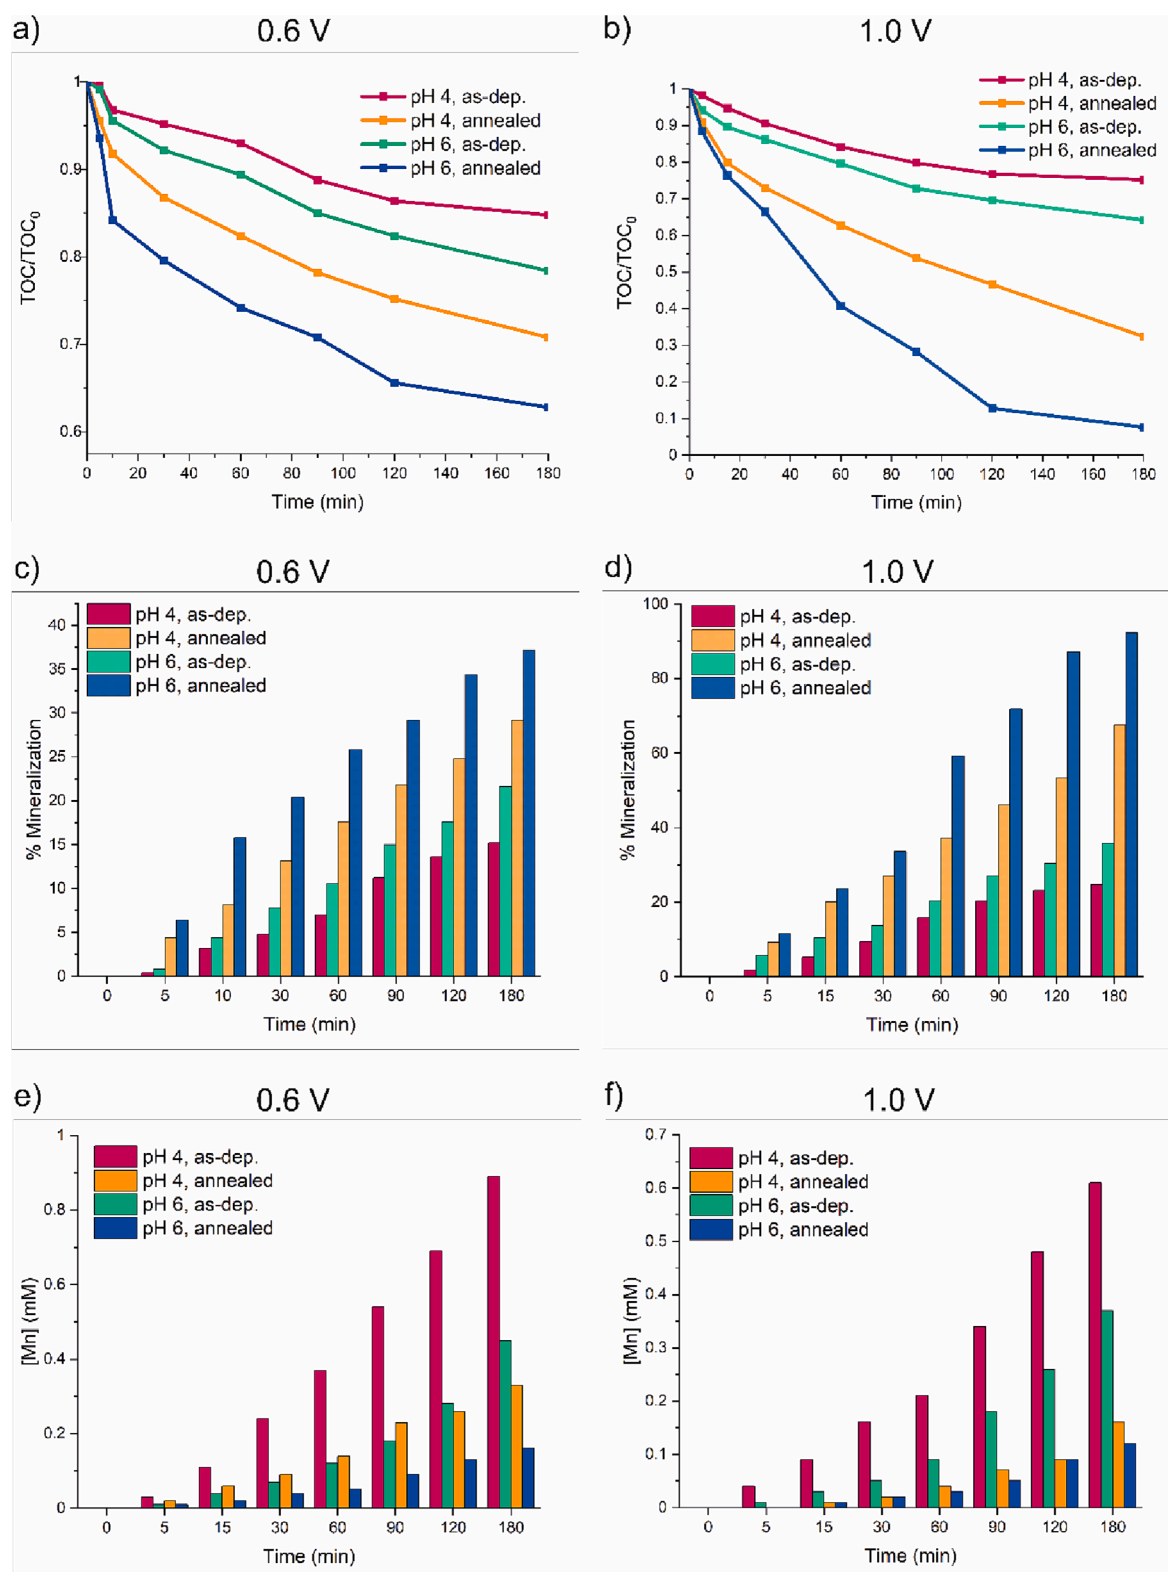 a) 0.6 V
TOC/TOC0
1
0.9
0.8
0.7
0.6
0 20 40 60 80 100 120 140 160 180
Time (min)
pH 4, as-dep.
pH 4, annealed
pH 6, as-dep.
pH 6, annealed
b) 1.0 V
TOC/TOC0
1
0.9
0.8
0.7
0.6
0.5
0.4
0.3
0.2
0.1
0
0 20 40 60 80 100 120 140 160 180
Time (min)
pH 4, as-dep.
pH 4, annealed
pH 6, as-dep.
pH 6, annealed
c) 0.6 V
% Mineralization
40
35
30
25
20
15
10
5
0
0 5 10 30 60 90 120 180
Time (min)
pH 4, as-dep.
pH 4, annealed
pH 6, as-dep.
pH 6, annealed
d) 1.0 V
% Mineralization
100
80
60
40
20
0
0 5 15 30 60 90 120 180
Time (min)
pH 4, as-dep.
pH 4, annealed
pH 6, as-dep.
pH 6, annealed
e) 0.6 V
[Mn] (mM)
1
0.8
0.6
0.4
0.2
0
0 5 15 30 60 90 120 180
Time (min)
pH 4, as-dep.
pH 4, annealed
pH 6, as-dep.
pH 6, annealed
f) 1.0 V
[Mn] (mM)
0.7
0.6
0.5
0.4
0.3
0.2
0.1
0
0 5 15 30 60 90 120 180
Time (min)
pH 4, as-dep.
pH 4, annealed
pH 6, as-dep.
pH 6, annealed